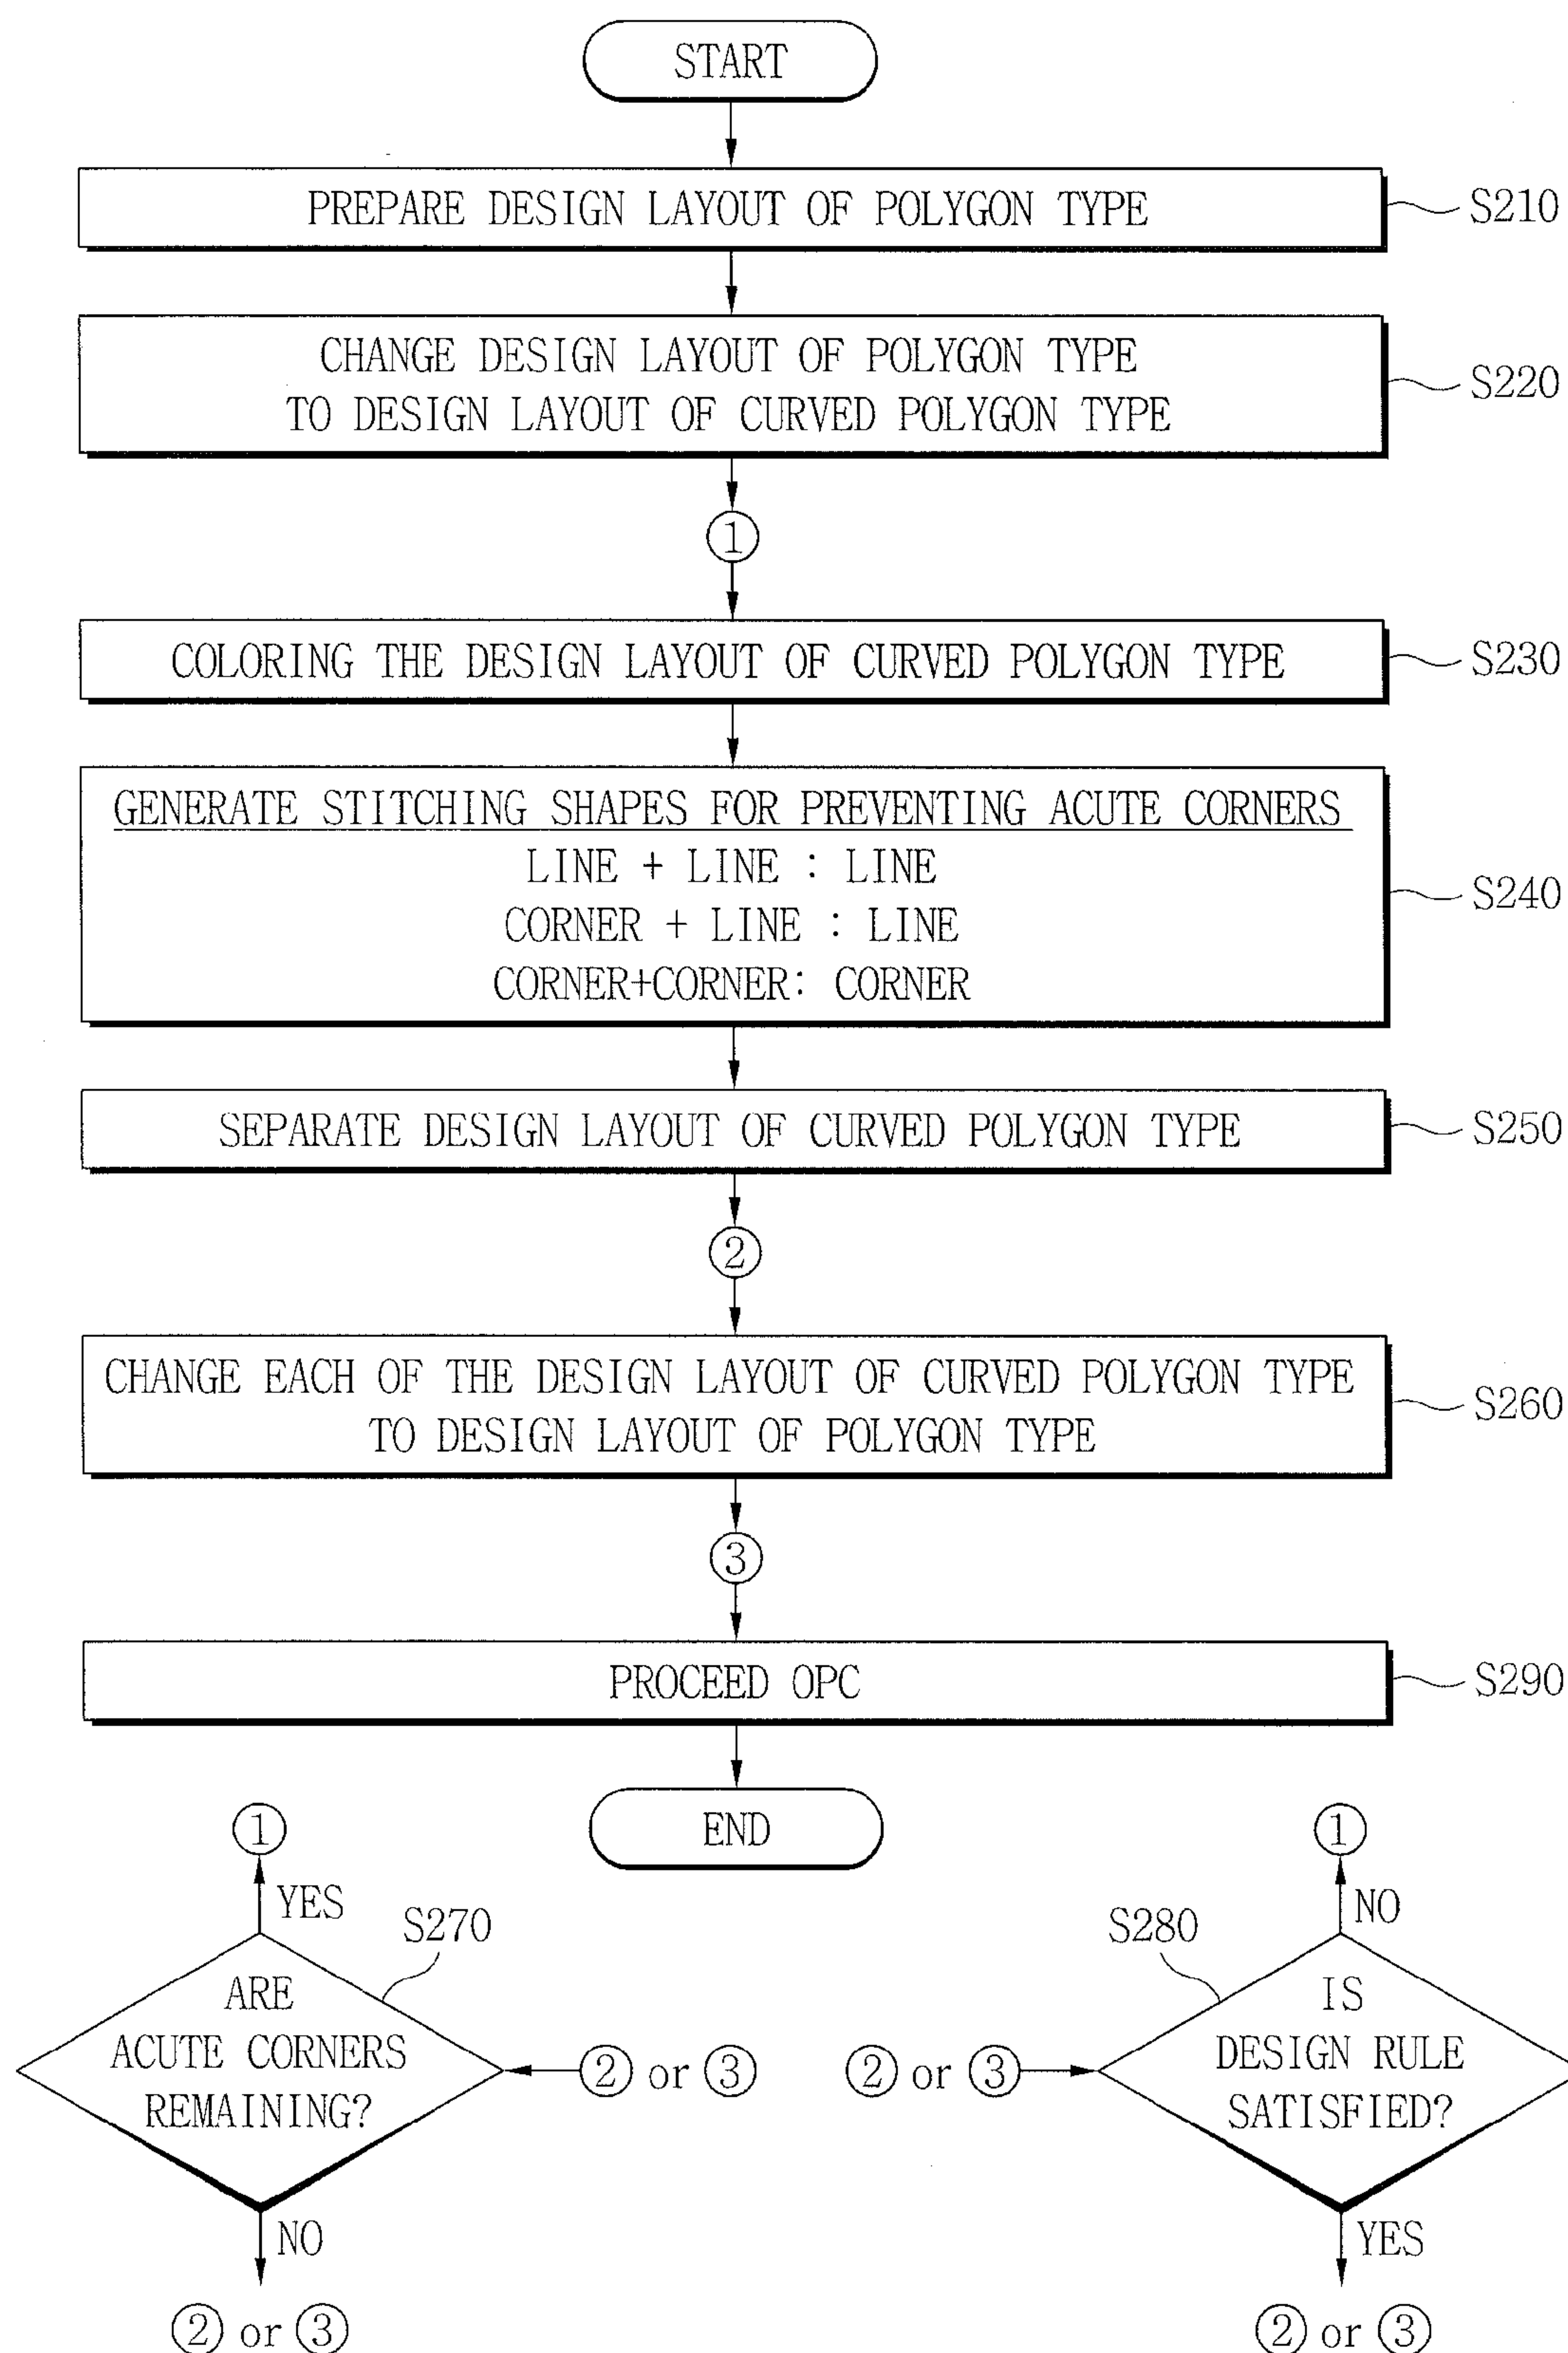 START
PREPARE DESIGN LAYOUT OF POLYGON TYPE
S210
CHANGE DESIGN LAYOUT OF POLYGON TYPE
TO DESIGN LAYOUT OF CURVED POLYGON TYPE
S220
①
COLORING THE DESIGN LAYOUT OF CURVED POLYGON TYPE
S230
GENERATE STITCHING SHAPES FOR PREVENTING ACUTE CORNERS
LINE + LINE : LINE
CORNER + LINE : LINE
CORNER+CORNER: CORNER
S240
SEPARATE DESIGN LAYOUT OF CURVED POLYGON TYPE
S250
②
CHANGE EACH OF THE DESIGN LAYOUT OF CURVED POLYGON TYPE
TO DESIGN LAYOUT OF POLYGON TYPE
S260
③
PROCEED OPC
S290
END
①
YES
S270
ARE
ACUTE CORNERS
REMAINING?
② or ③
NO
② or ③
①
NO
S280
IS
DESIGN RULE
SATISFIED?
② or ③
YES
② or ③